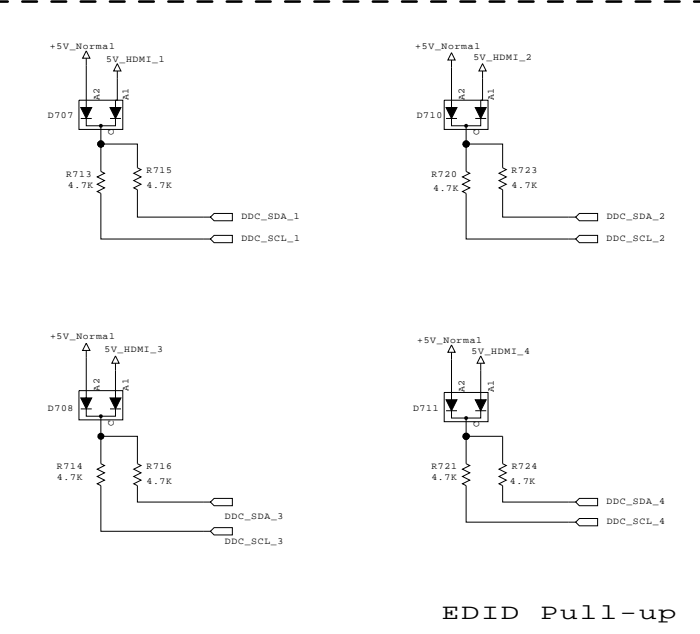 +5V_Normal
5V_HDMI_1
A2
A1
D707
C
R713
4.7K
R715
4.7K
DDC_SDA_1
DDC_SCL_1
+5V_Normal
5V_HDMI_2
A2
A1
D710
C
R720
4.7K
R723
4.7K
DDC_SDA_2
DDC_SCL_2
+5V_Normal
5V_HDMI_3
A2
A1
D708
C
R714
4.7K
R716
4.7K
DDC_SDA_3
DDC_SCL_3
+5V_Normal
5V_HDMI_4
A2
A1
D711
C
R721
4.7K
R724
4.7K
DDC_SDA_4
DDC_SCL_4
EDID Pull-up